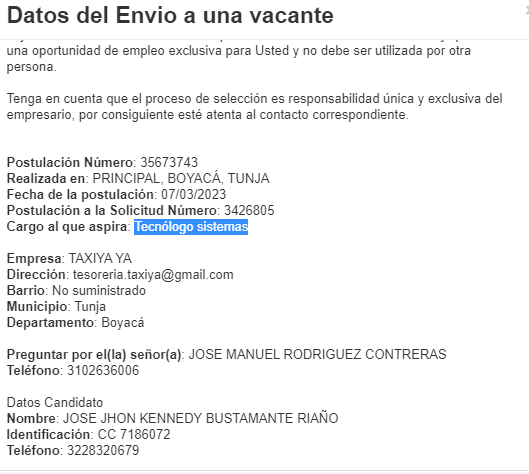 Datos del Envio a una vacante
una oportunidad de empleo exclusiva para Usted y no debe ser utilizada por otra
persona.
Tenga en cuenta que el proceso de selección es responsabilidad única y exclusiva del
empresario, por consiguiente esté atenta al contacto correspondiente.
Postulación Número: 35673743
Realizada en: PRINCIPAL, BOYACÁ, TUNJA
Fecha de la postulación: 07/03/2023
Postulación a la Solicitud Número: 3426805
Cargo al que aspira: Tecnólogo sistemas
Empresa: TAXIYA YA
Dirección: tesoreria.taxiya@gmail.com
Barrio: No suministrado
Municipio: Tunja
Departamento: Boyacá
Preguntar por el(la) señor(a): JOSE MANUEL RODRIGUEZ CONTRERAS
Teléfono: 3102636006
Datos Candidato
Nombre: JOSE JHON KENNEDY BUSTAMANTE RIAÑO
Identificación: CC 7186072
Teléfono: 3228320679